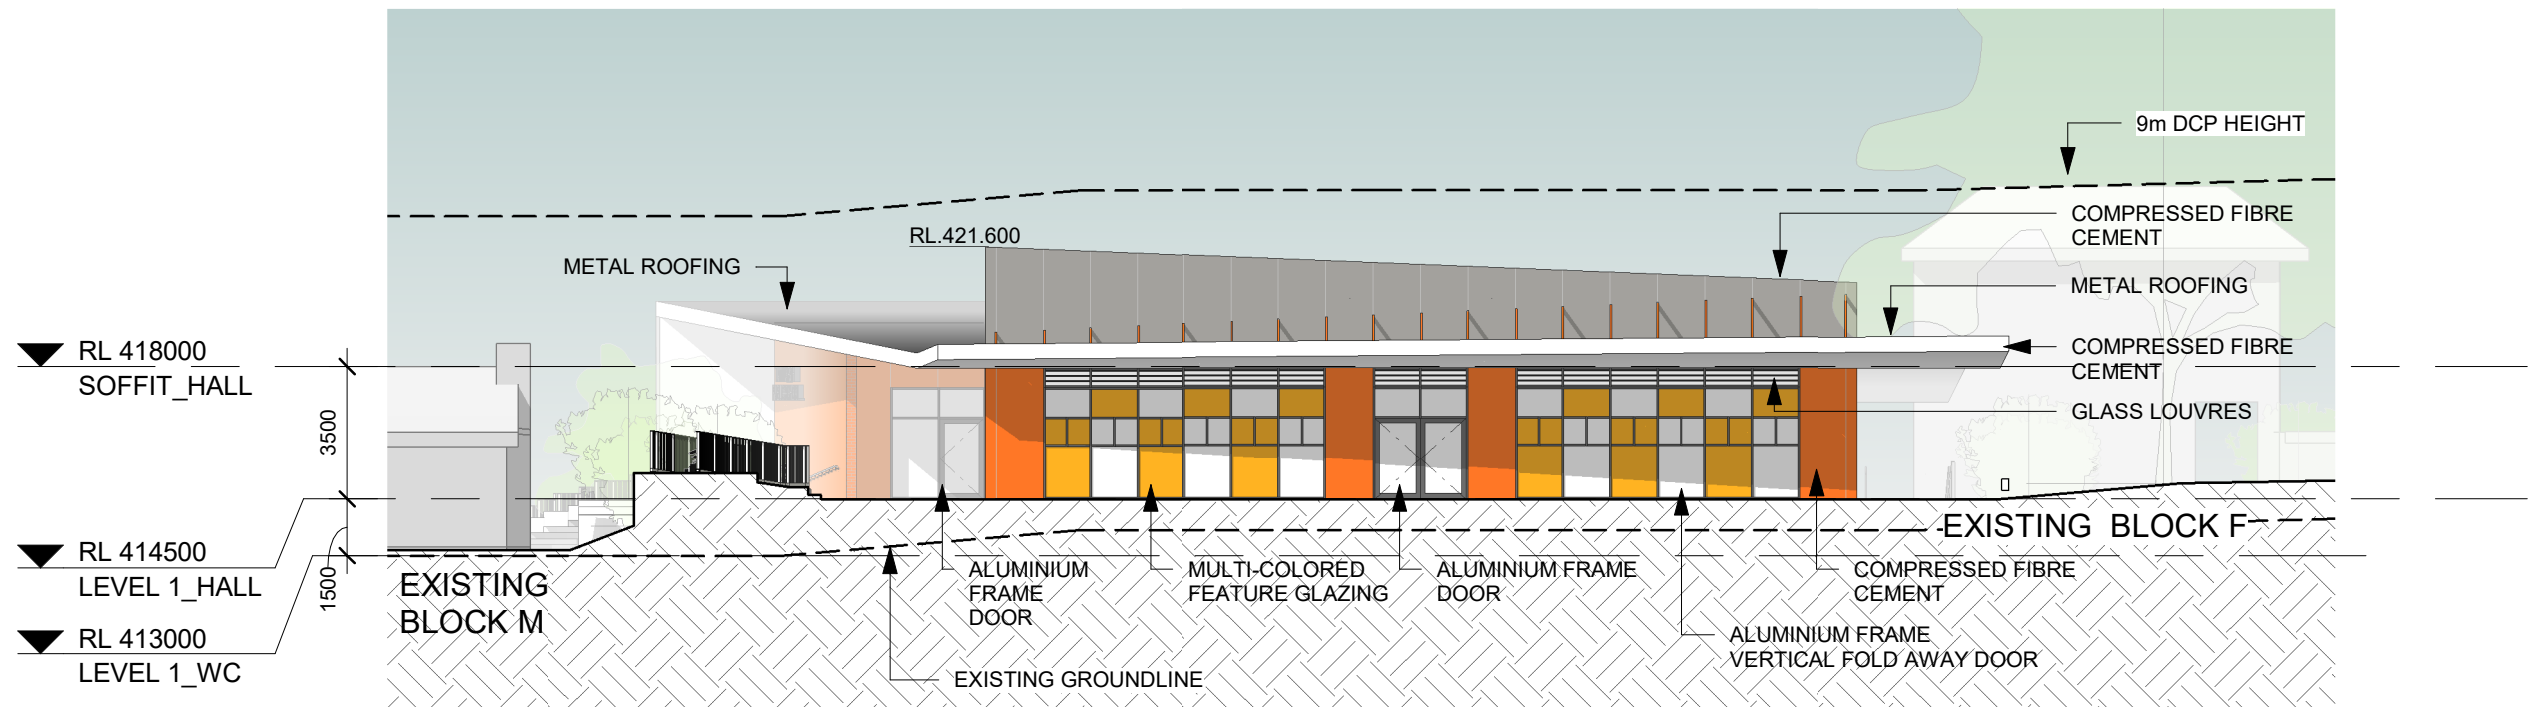 9m DCP HEIGHT
COMPRESSED FIBRE
CEMENT
RL.421.600
METAL ROOFING
METAL ROOFING
RL 418000
SOFFIT_HALL
COMPRESSED FIBRE
CEMENT
GLASS LOUVRES
3500
RL 414500
LEVEL 1_HALL
1500
RL 413000
LEVEL 1_WC
EXISTING
BLOCK M
EXISTING BLOCK F
ALUMINIUM
FRAME
DOOR
MULTI-COLORED
FEATURE GLAZING
ALUMINIUM FRAME
DOOR
COMPRESSED FIBRE
CEMENT
ALUMINIUM FRAME
VERTICAL FOLD AWAY DOOR
EXISTING GROUNDLINE